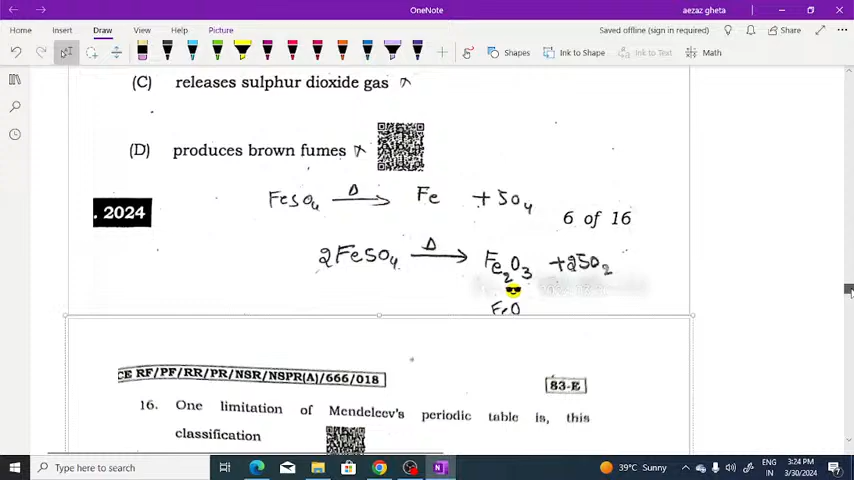 OneNote
aezaz gheta
Home Insert Draw View Help Picture
Saved offline (sign in required)
Share
Shapes Ink to Shape Ink to Text Math
(C) releases sulphur dioxide gas
(D) produces brown fumes
FeSO4 Δ→ Fe + SO4
. 2024
6 of 16
2FeSO4 Δ→ Fe2O3 + 2SO2
FeO
CE RF/PF/RR/PR/NSR/NSPR(A)/666/018
83-E
16. One limitation of Mendeleev's periodic table is, this
classification
Type here to search
39°C Sunny
ENG
IN
3:24 PM
3/30/2024